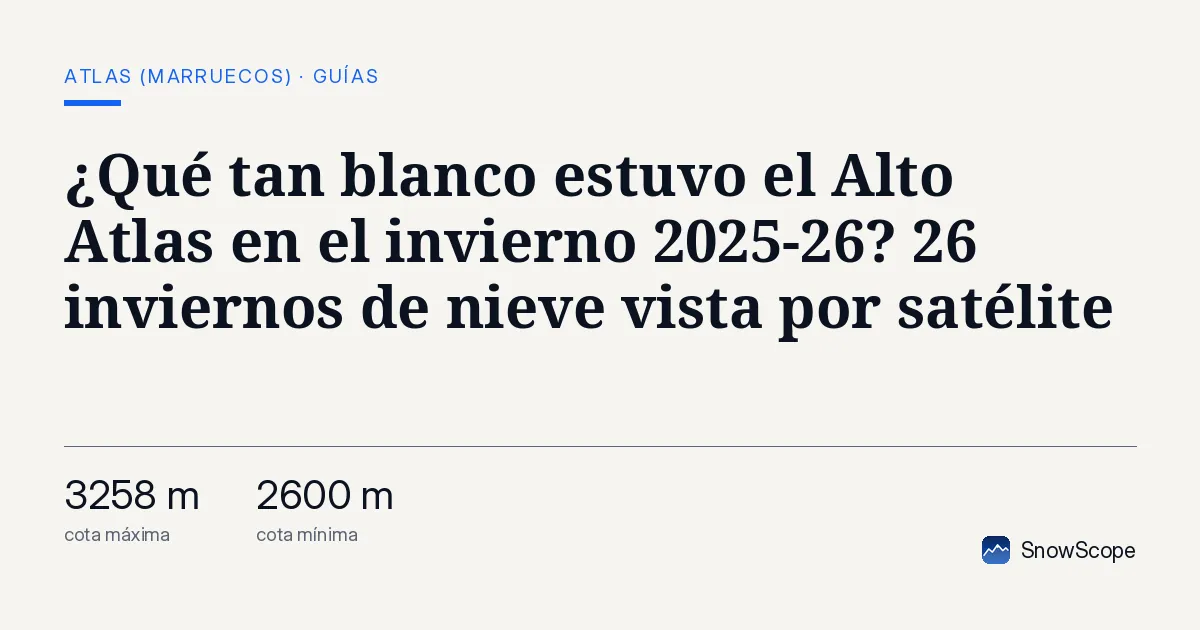 ATLAS (MARRUECOS) · GUÍAS
¿Qué tan blanco estuvo el Alto
Atlas en el invierno 2025-26? 26
inviernos de nieve vista por satélite
3258 m
cota máxima
2600 m
cota mínima
SnowScope